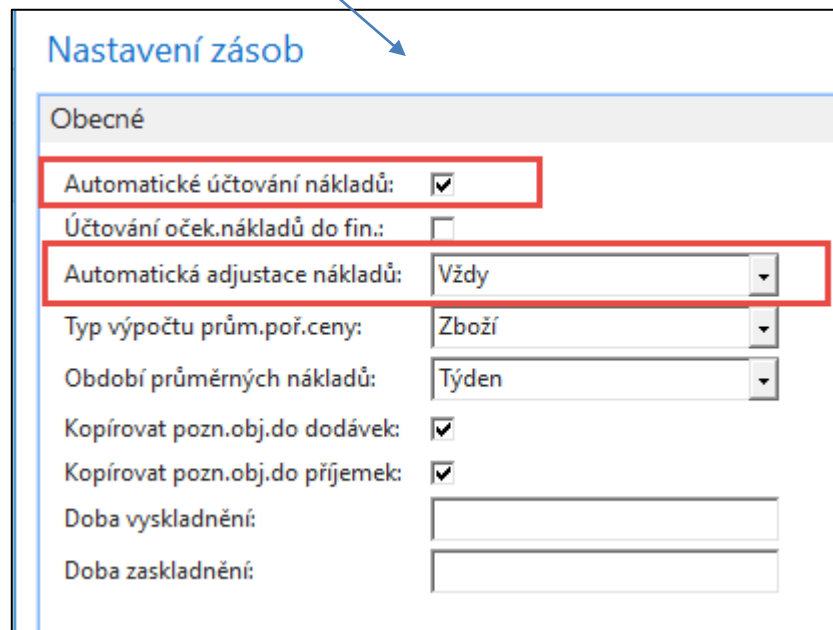 Nastavení zásob
Obecné
Automatické účtování nákladů:
Účtování oček.nákladů do fin.:
Automatická adjustace nákladů: Vždy
Typ výpočtu prům.poř.ceny: Zboží
Období průměrných nákladů: Týden
Kopírovat pozn.obj.do dodávek:
Kopírovat pozn.obj.do příjemek:
Doba vyskladnění:
Doba zaskladnění: